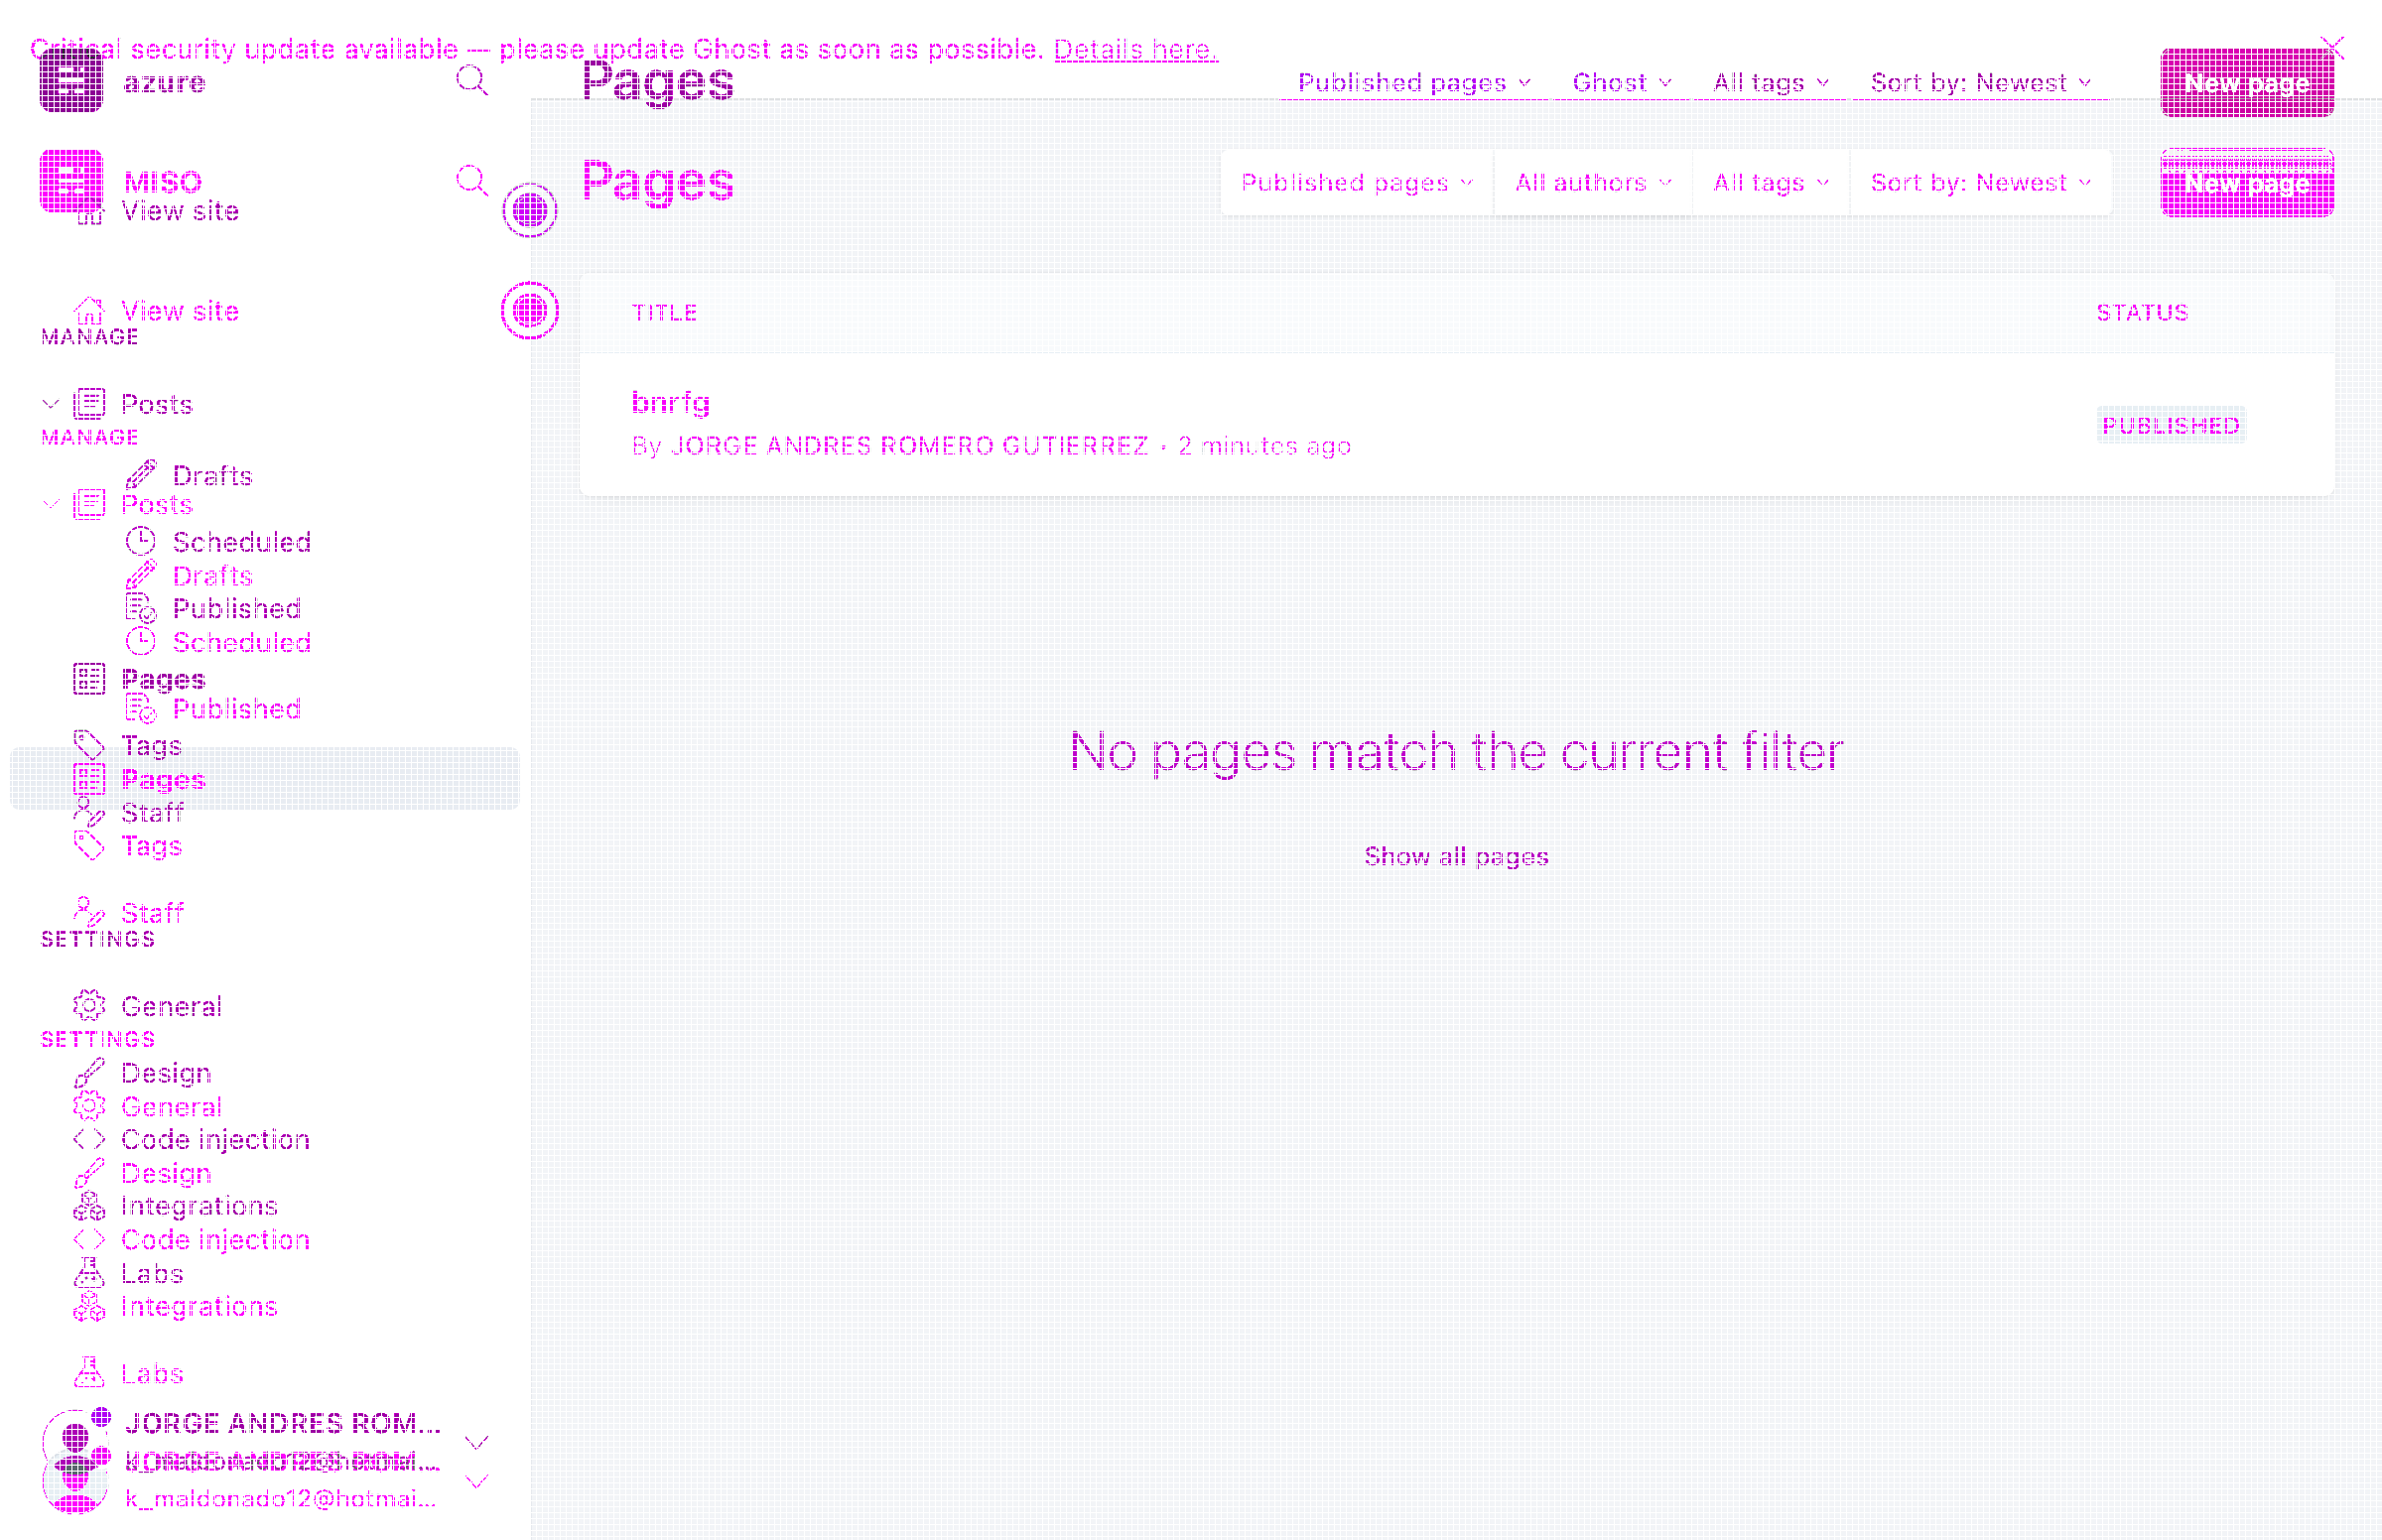 Critical security update available — please update Ghost as soon as possible. Details here.
azure
Pages
Published pages
Ghost
All tags
Sort by: Newest
New page
MISO
Pages
Published pages
All authors
All tags
Sort by: Newest
New page
View site
View site
TITLE
STATUS
MANAGE
bnrfg
Posts
PUBLISHED
MANAGE
By JORGE ANDRES ROMERO GUTIERREZ • 2 minutes ago
Drafts
Posts
Scheduled
Drafts
Published
Scheduled
Pages
Published
Tags
No pages match the current filter
Pages
Staff
Tags
Show all pages
Staff
SETTINGS
General
SETTINGS
Design
General
Code injection
Design
Integrations
Code injection
Labs
Integrations
Labs
JORGE ANDRES ROM...
k_maldonado12@hotmai...